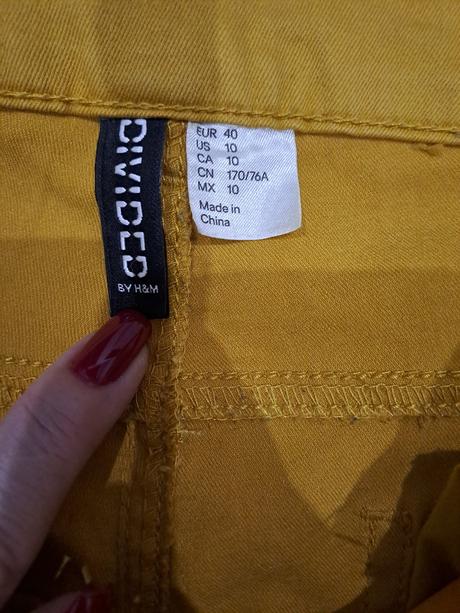 DIVIDED
BY H&M
EUR 40
US 10
CA 10
CN 170/76A
MX 10
Made in
China